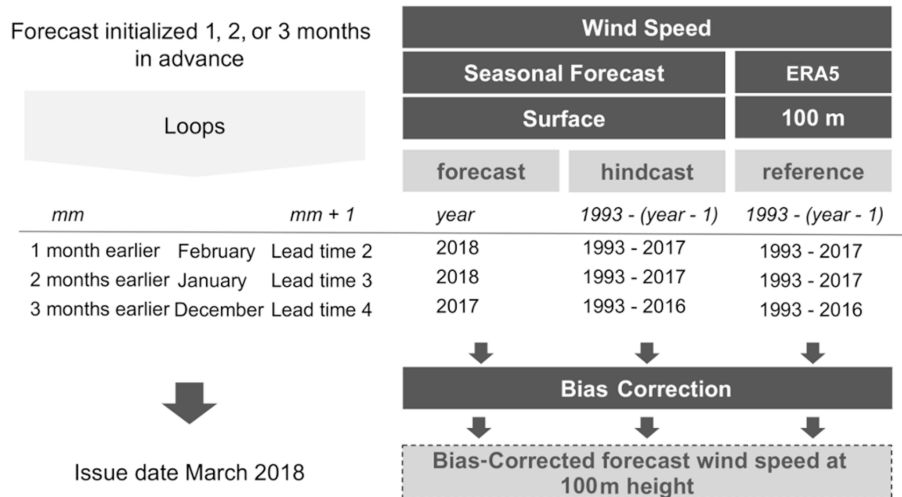 Forecast initialized 1, 2, or 3 months
in advance
Loops
Wind Speed
Seasonal Forecast ERA5
Surface 100 m
forecast hindcast reference
mm mm + 1 year 1993 - (year - 1) 1993 - (year - 1)
1 month earlier February Lead time 2 2018 1993 - 2017 1993 - 2017
2 months earlier January Lead time 3 2018 1993 - 2017 1993 - 2017
3 months earlier December Lead time 4 2017 1993 - 2016 1993 - 2016
Bias Correction
Issue date March 2018
Bias-Corrected forecast wind speed at
100m height